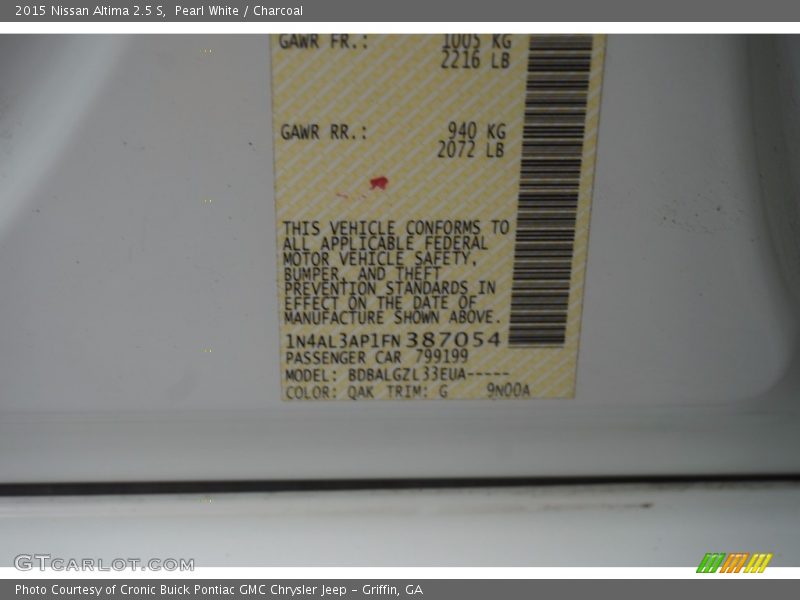 2015 Nissan Altima 2.5 S, Pearl White / Charcoal
GAWR FR.: 1005 KG
2216 LB
GAWR RR.: 940 KG
2072 LB
THIS VEHICLE CONFORMS TO
ALL APPLICABLE FEDERAL
MOTOR VEHICLE SAFETY,
BUMPER, AND THEFT
PREVENTION STANDARDS IN
EFFECT ON THE DATE OF
MANUFACTURE SHOWN ABOVE.
1N4AL3AP1FN387054
PASSENGER CAR 799199
MODEL: BDBALGZL33EUA-----
COLOR: QAK TRIM: G 9N00A
GTCARLOT.COM
Photo Courtesy of Cronic Buick Pontiac GMC Chrysler Jeep - Griffin, GA